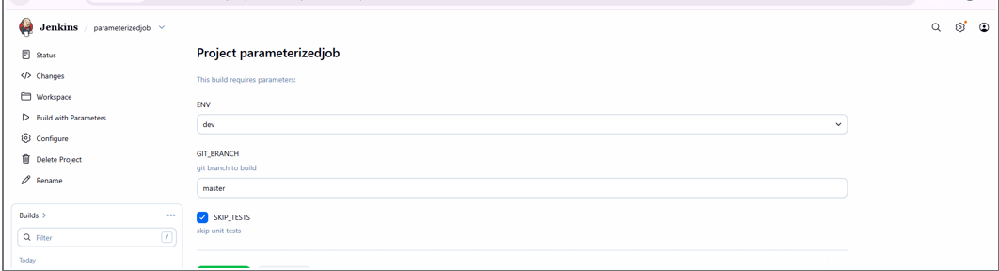 Jenkins / parameterizedjob
Status
Changes
Workspace
Build with Parameters
Configure
Delete Project
Rename
Builds
Filter /
Today
Project parameterizedjob
This build requires parameters:
ENV
dev
GIT_BRANCH
git branch to build
master
SKIP_TESTS
skip unit tests